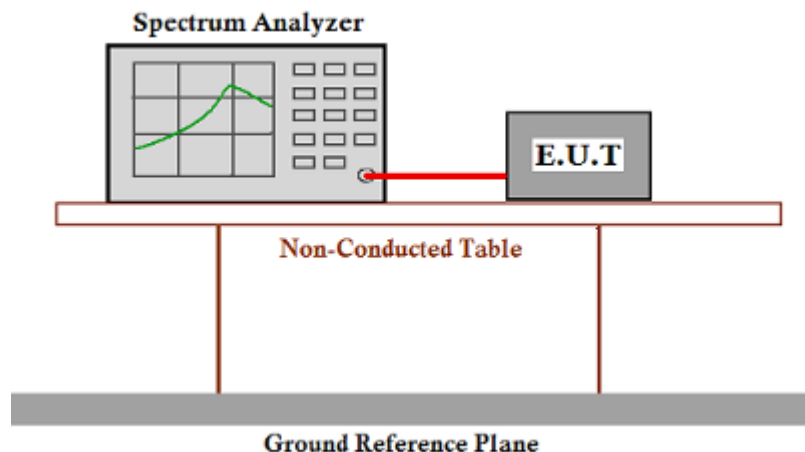 Spectrum Analyzer
E.U.T
Non-Conducted Table
Ground Reference Plane